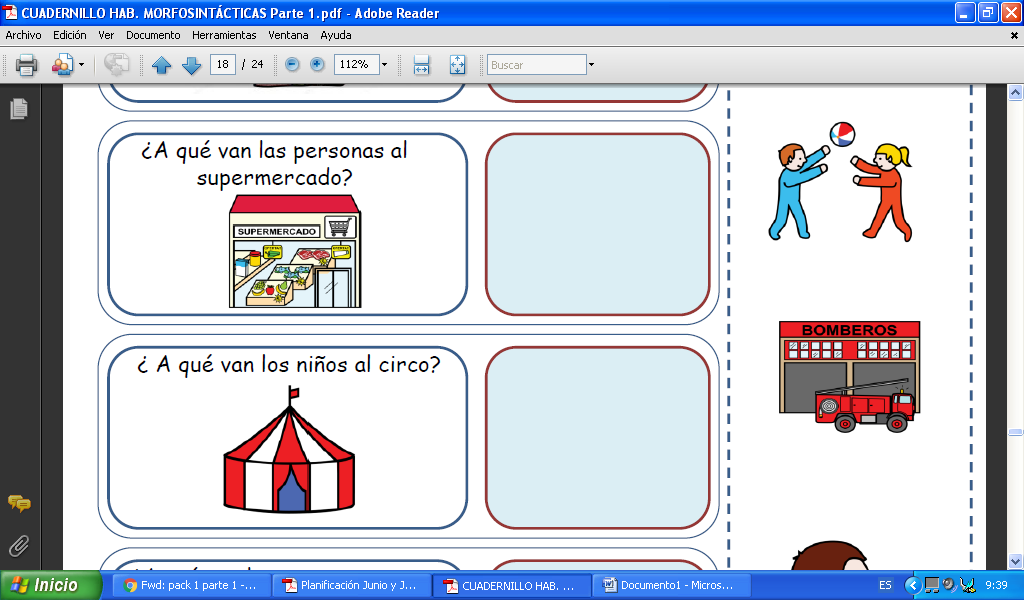 CUADERNILLO HAB. MORFOSINTÁCTICAS Parte 1.pdf - Adobe Reader
Archivo Edición Ver Documento Herramientas Ventana Ayuda
18 / 24 112% Buscar
¿A qué van las personas al
supermercado?
SUPERMERCADO
¿ A qué van los niños al circo?
BOMBEROS
Inicio Fwd: pack 1 parte 1 -... Planificación Junio y J... CUADERNILLO HAB. ... Documento1 - Micros... ES 9:39